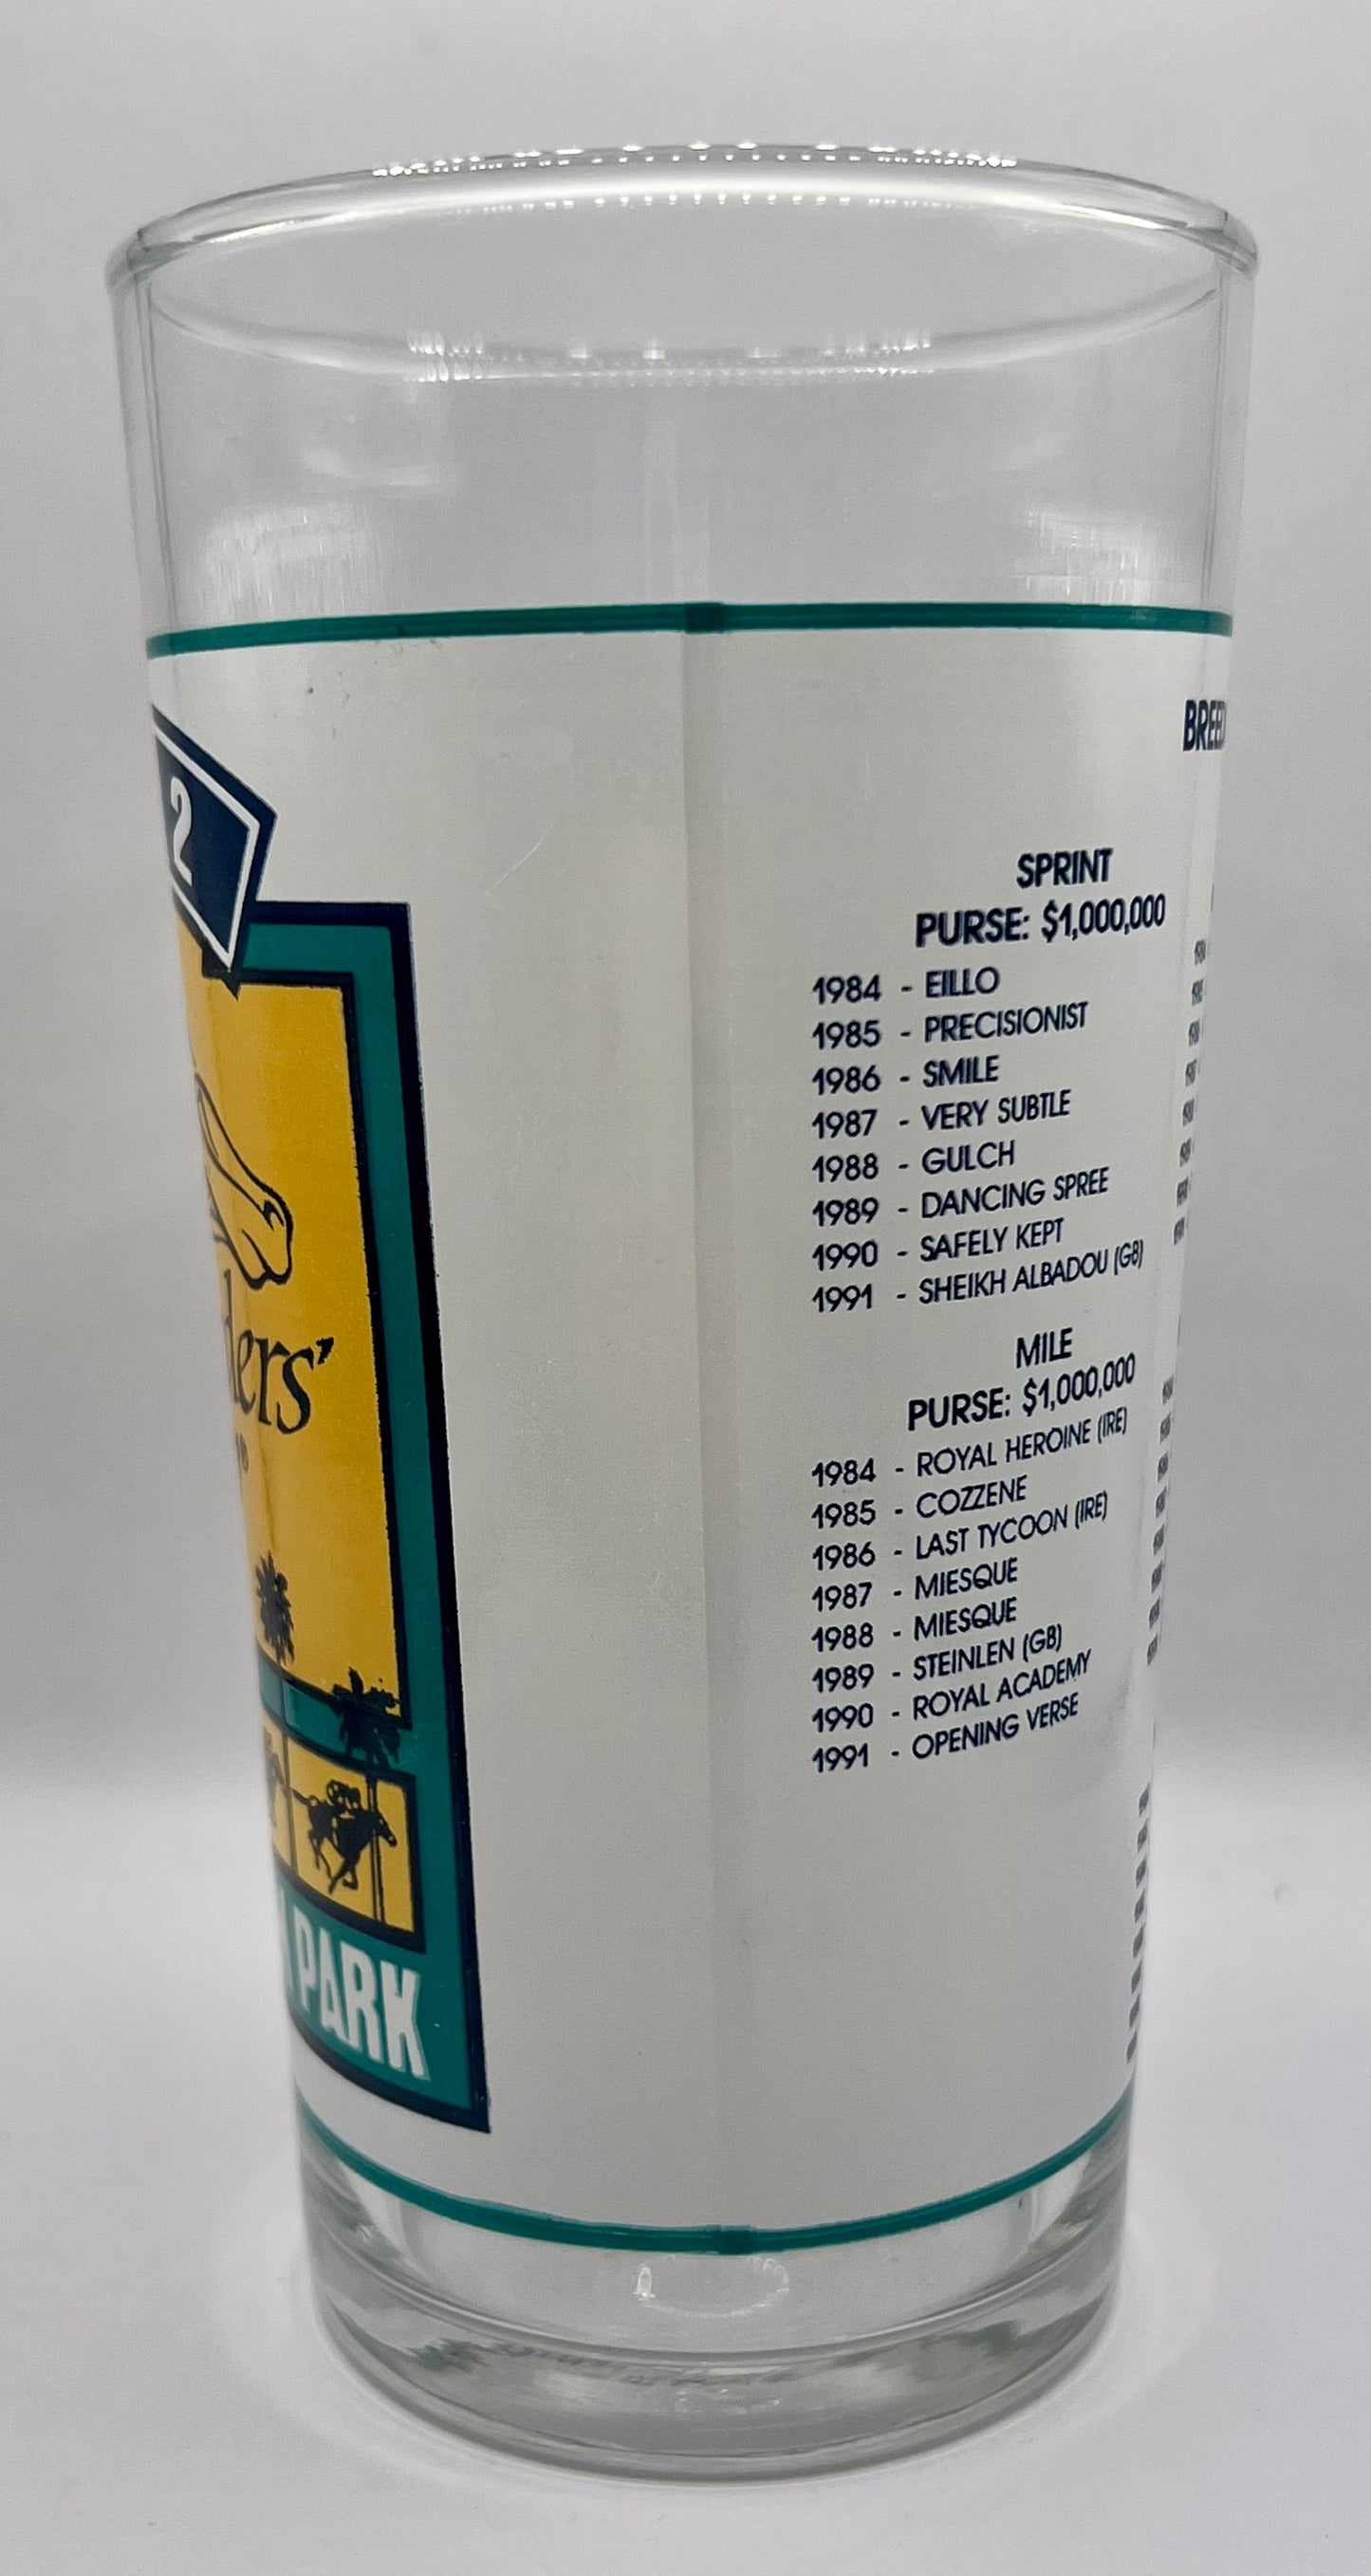 2
ders'
®
PARK
BREED
SPRINT
PURSE: $1,000,000
1984 - EILLO
1985 - PRECISIONIST
1986 - SMILE
1987 - VERY SUBTLE
1988 - GULCH
1989 - DANCING SPREE
1990 - SAFELY KEPT
1991 - SHEIKH ALBADOU (GB)
MILE
PURSE: $1,000,000
1984 - ROYAL HEROINE (IRE)
1985 - COZZENE
1986 - LAST TYCOON (IRE)
1987 - MIESQUE
1988 - MIESQUE
1989 - STEINLEN (GB)
1990 - ROYAL ACADEMY
1991 - OPENING VERSE